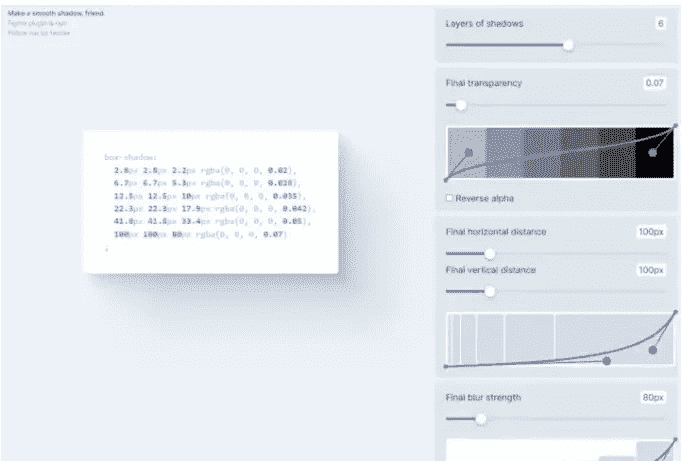 Make a smooth shadow, friend.
Figma plugin is out
box-shadow:
2.8px 2.8px 2.2px rgba(0, 0, 0, 0.02),
6.7px 6.7px 5.3px rgba(0, 0, 0, 0.028),
12.5px 12.5px 10px rgba(0, 0, 0, 0.035),
22.3px 22.3px 17.9px rgba(0, 0, 0, 0.042),
41.8px 41.8px 33.4px rgba(0, 0, 0, 0.05),
100px 100px 80px rgba(0, 0, 0, 0.07)
;
Layers of shadows 6
Final transparency 0.07
Reverse alpha
Final horizontal distance 100px
Final vertical distance 100px
Final blur strength 80px